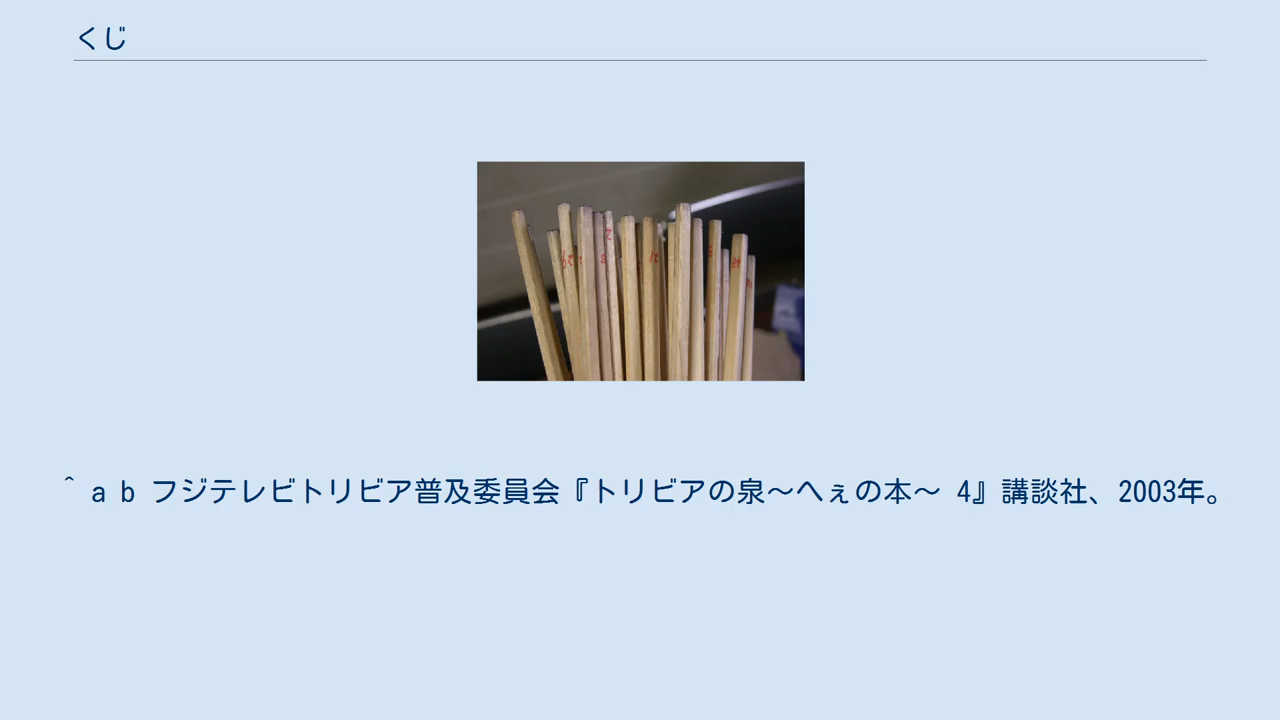 くじ
^ a b フジテレビトリビア普及委員会『トリビアの泉〜へぇの本〜 4』講談社、2003年。